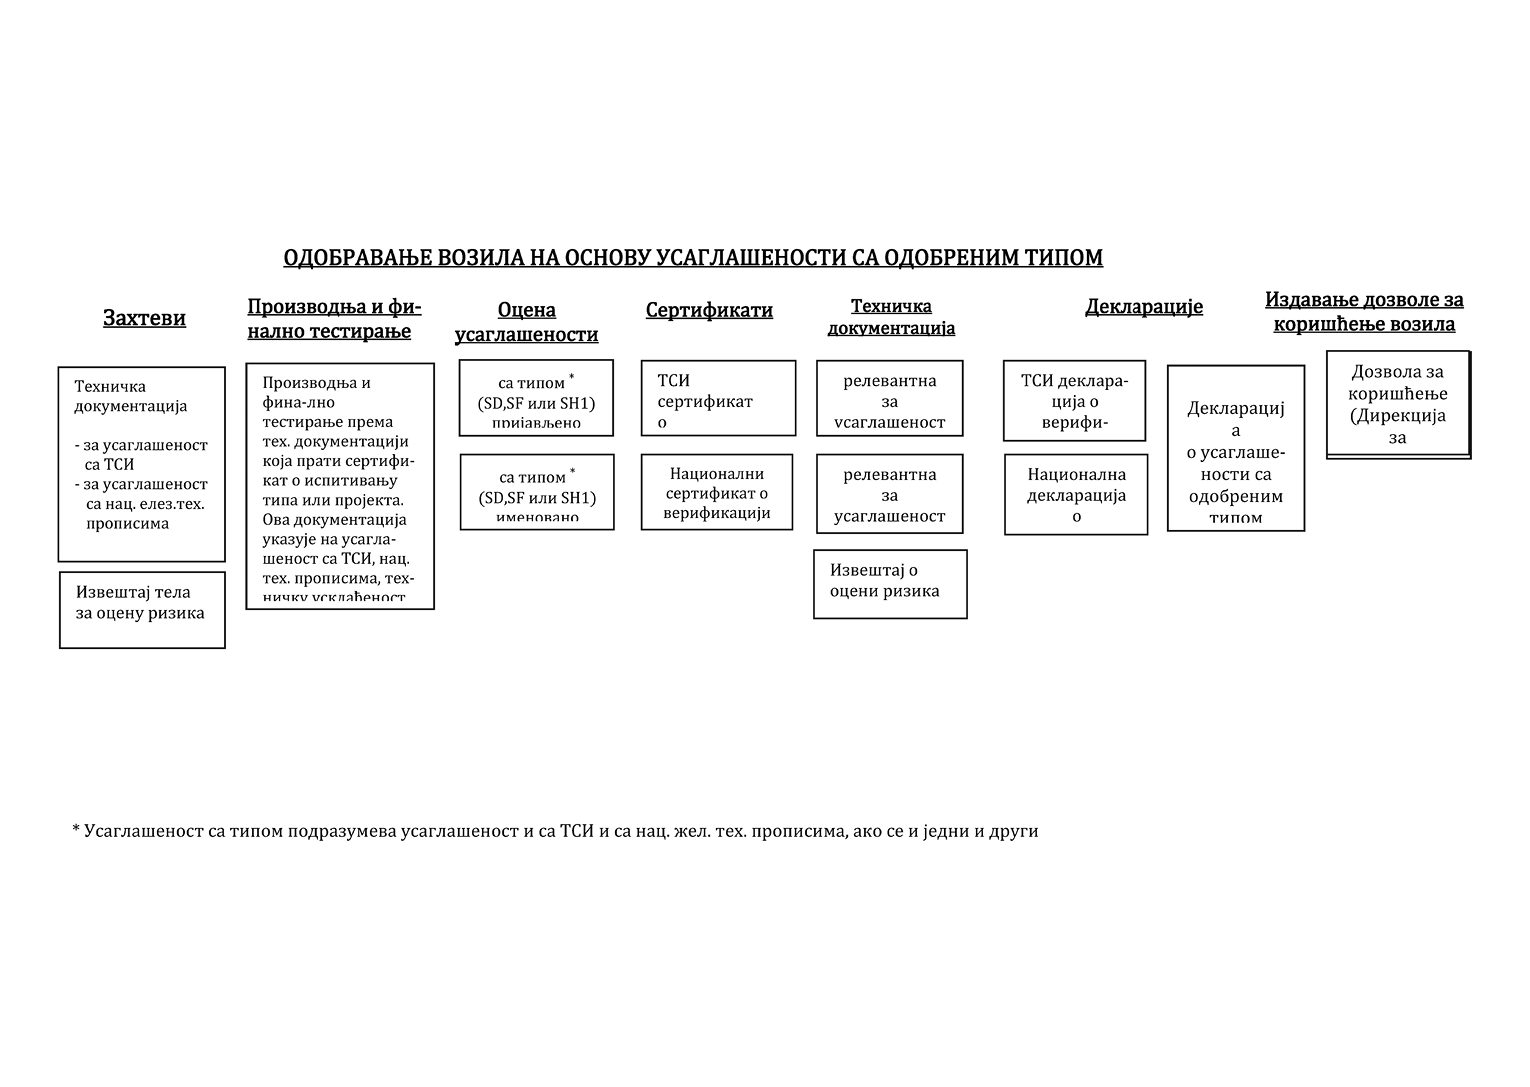 ОДОБРАВАЊЕ ВОЗИЛА НА ОСНОВУ УСАГЛАШЕНОСТИ СА ОДОБРЕНИМ ТИПОМ
Захтеви
Техничка
документација
- за усаглашеност
са ТСИ
- за усаглашеност
са нац. елез.тех.
прописима
Извештај тела
за оцену ризика
Производња и фи-
нално тестирање
Производња и
фина-лно
тестирање према
тех. документацији
која прати сертифи-
кат о испитивању
типа или пројекта.
Ова документација
указује на усагла-
шеност са ТСИ, нац.
тех. прописима, тех-
ничку усклађеност
Оцена
усаглашености
са типом *
(SD,SF или SH1)
пријављено
са типом *
(SD,SF или SH1)
именовано
Сертификати
ТСИ
сертификат
о
Национални
сертификат о
верификацији
Техничка
документација
релевантна
за
усаглашеност
релевантна
за
усаглашеност
Извештај о
оцени ризика
Декларације
ТСИ деклара-
ција о
верифи-
Национална
декларација
о
Декларациј
а
о усаглаше-
ности са
одобреним
типом
Издавање дозволе за
коришћење возила
Дозвола за
коришћење
(Дирекција
за
* Усаглашеност са типом подразумева усаглашеност и са ТСИ и са нац. жел. тех. прописима, ако се и једни и други